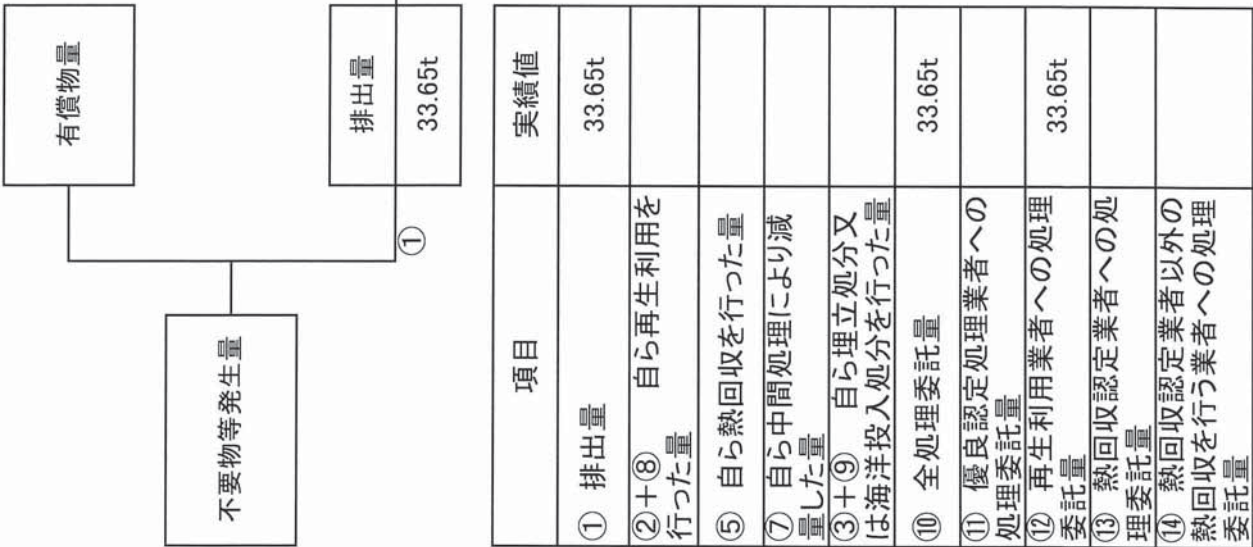 有償物量
不要物等発生量
排出量
①
33.65t
項目
実績値
① 排出量
33.65t
②+⑧ 自ら再生利用を
行った量
⑤ 自ら熱回収を行った量
⑦ 自ら中間処理により減
量した量
③+⑨ 自ら埋立処分又
は海洋投入処分を行った量
⑩ 全処理委託量
33.65t
⑪ 優良認定処理業者への
処理委託量
⑫ 再生利用業者への処理
委託量
33.65t
⑬ 熱回収認定業者への処
理委託量
⑭ 熱回収認定業者以外の
熱回収を行う業者への処理
委託量